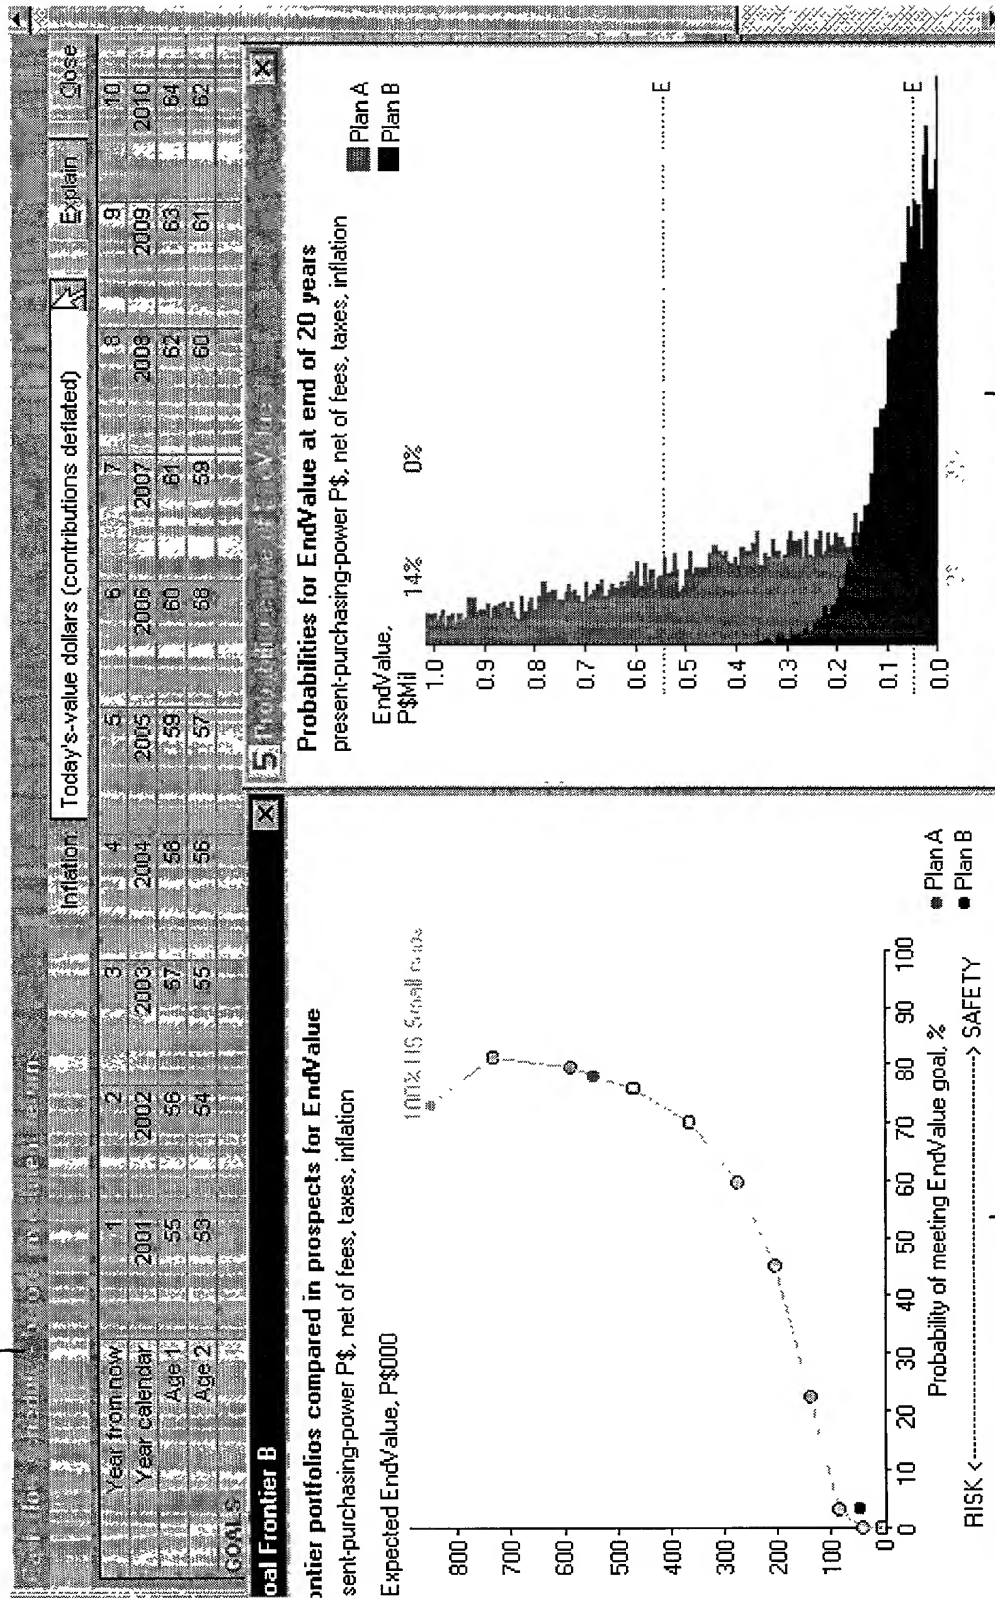 Inflation: Today's-value dollars (contributions deflated) Explain Close
Year from now 1 2 3 4 5 6 7 8 9 10
Year calendar 2001 2002 2003 2004 2005 2006 2007 2008 2009 2010
Age 1 55 56 57 58 59 60 61 62 63 64
Age 2 53 54 55 56 57 58 59 60 61 62
GOALS
oal Frontier B
ontier portfolios compared in prospects for EndValue
sent-purchasing-power P$, net of fees, taxes, inflation
Expected EndValue, P$000
100% US Small caps
800
700
600
500
400
300
200
100
0
0 10 20 30 40 50 60 70 80 90 100
Probability of meeting EndValue goal, %
RISK <--------------------> SAFETY
Plan A
Plan B
5
Probabilities for EndValue at end of 20 years
present-purchasing-power P$, net of fees, taxes, inflation
Plan A
Plan B
EndValue,
P$Mil
14% 0%
1.0
0.9
0.8
0.7
0.6
0.5
0.4
0.3
0.2
0.1
0.0
E
E